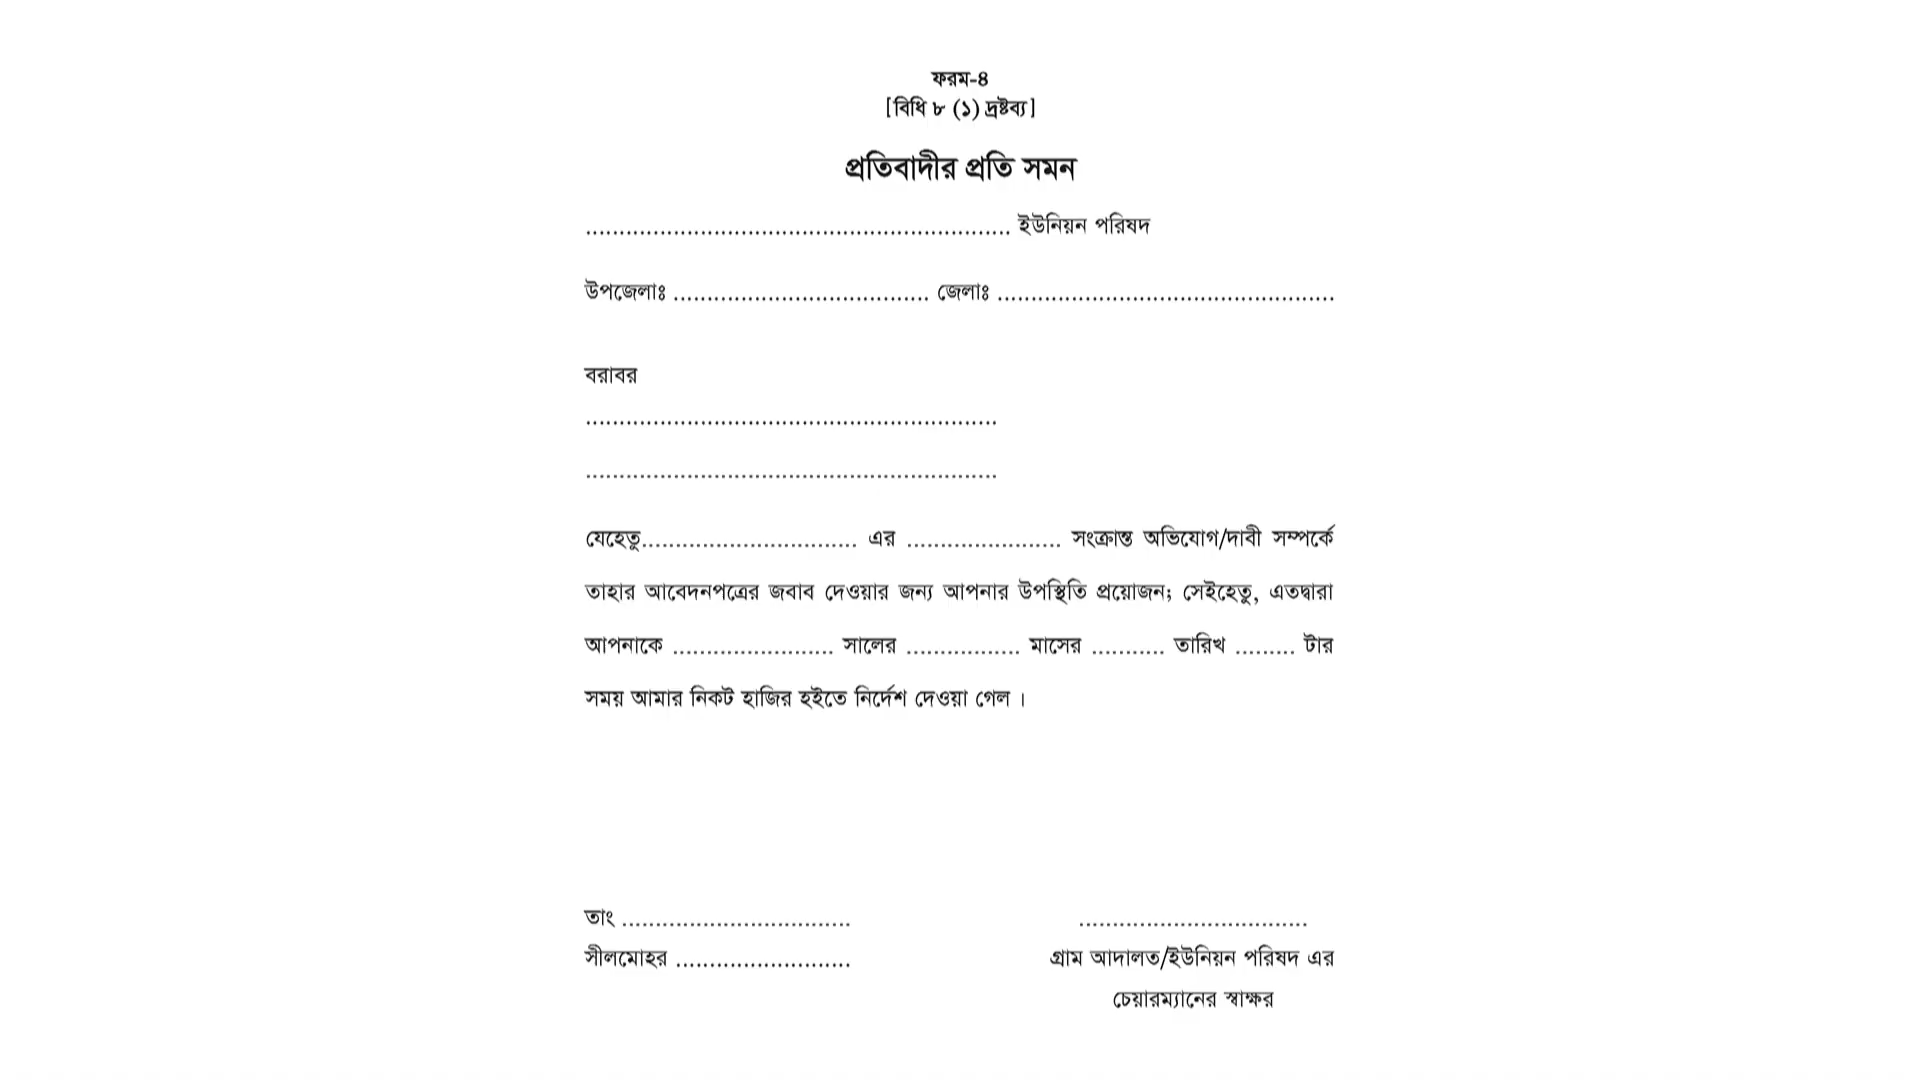 ফরম-৪
[বিধি ৮ (১) দ্রষ্টব্য]
প্রতিবাদীর প্রতি সমন
............................................................... ইউনিয়ন পরিষদ
উপজেলাঃ ...................................... জেলাঃ ..................................................
বরাবর
.............................................................
.............................................................
যেহেতু................................ এর ....................... সংক্রান্ত অভিযোগ/দাবী সম্পর্কে
তাহার আবেদনপত্রের জবাব দেওয়ার জন্য আপনার উপস্থিতি প্রয়োজন; সেইহেতু, এতদ্বারা
আপনাকে ........................ সালের ................. মাসের ........... তারিখ ......... টার
সময় আমার নিকট হাজির হইতে নির্দেশ দেওয়া গেল।
তাং .................................. ..................................
সীলমোহর .......................... গ্রাম আদালত/ইউনিয়ন পরিষদ এর
চেয়ারম্যানের স্বাক্ষর